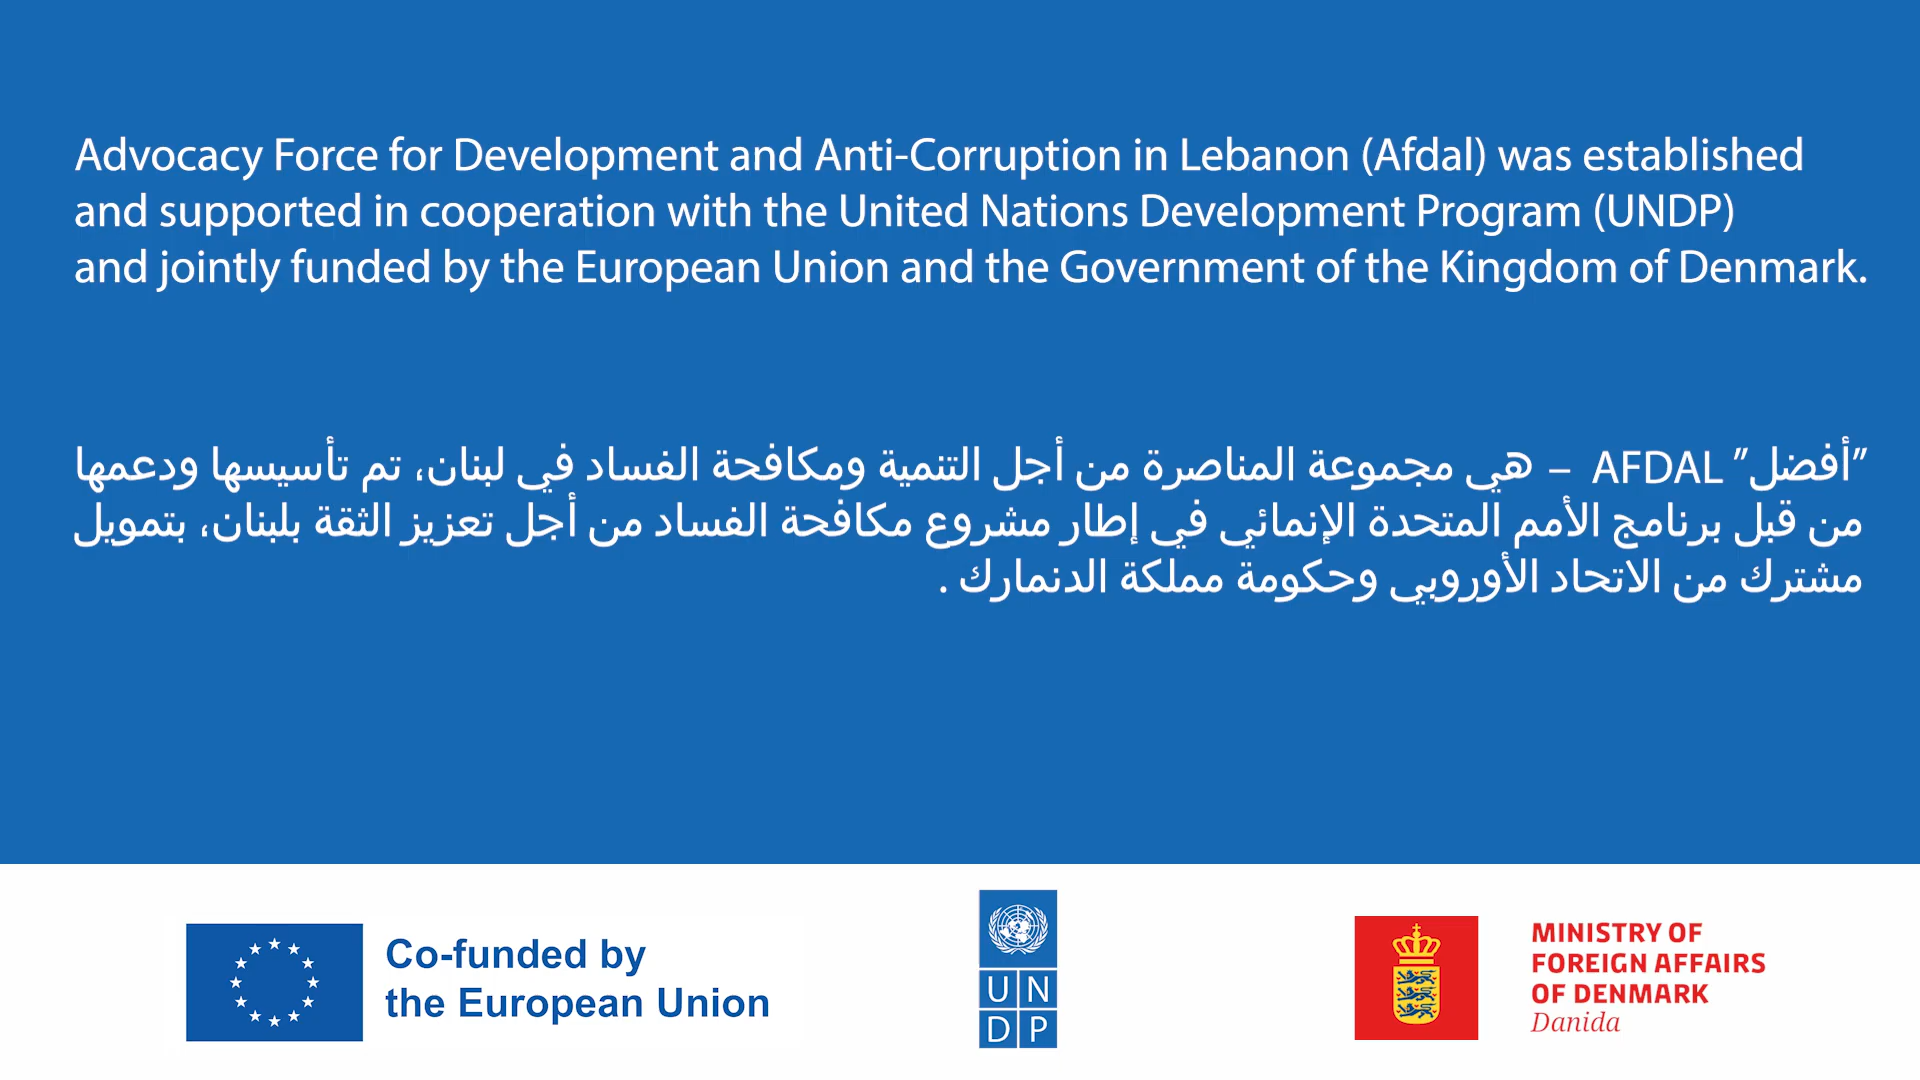 Advocacy Force for Development and Anti-Corruption in Lebanon (Afdal) was established
and supported in cooperation with the United Nations Development Program (UNDP)
and jointly funded by the European Union and the Government of the Kingdom of Denmark.
”أفضل” AFDAL – هي مجموعة المناصرة من أجل التنمية ومكافحة الفساد في لبنان، تم تأسيسها ودعمها
من قبل برنامج الأمم المتحدة الإنمائي في إطار مشروع مكافحة الفساد من أجل تعزيز الثقة بلبنان، بتمويل
مشترك من الاتحاد الأوروبي وحكومة مملكة الدنمارك .
Co-funded by
the European Union
U N
D P
MINISTRY OF
FOREIGN AFFAIRS
OF DENMARK
Danida